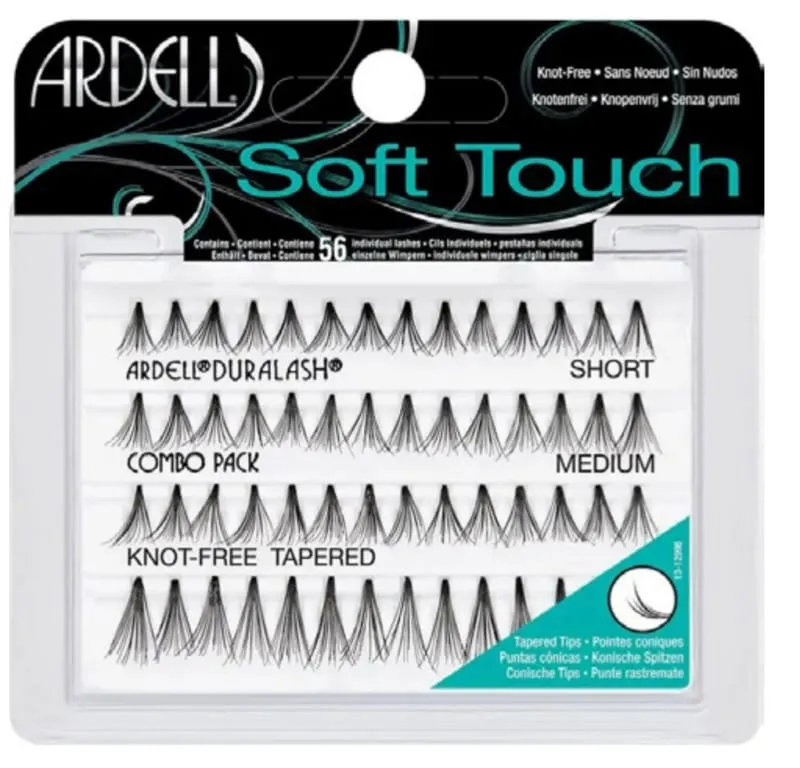 ARDELL®
Knot-Free • Sans Noeud • Sin Nudos
Knotenfrei • Knopenvrij • Senza grumi
Soft Touch
Contains • Contient • Contiene 56 individual lashes • Cils individuels • pestañas individuals
Enthält • Bevat • Contiene einzelne Wimpern • individuele wimpers • ciglia singole
ARDELL® DURALASH® SHORT
COMBO PACK MEDIUM
KNOT-FREE TAPERED
Tapered Tips • Pointes coniques
Puntas cónicas • Konische Spitzen
Conische Tips • Punte rastremate